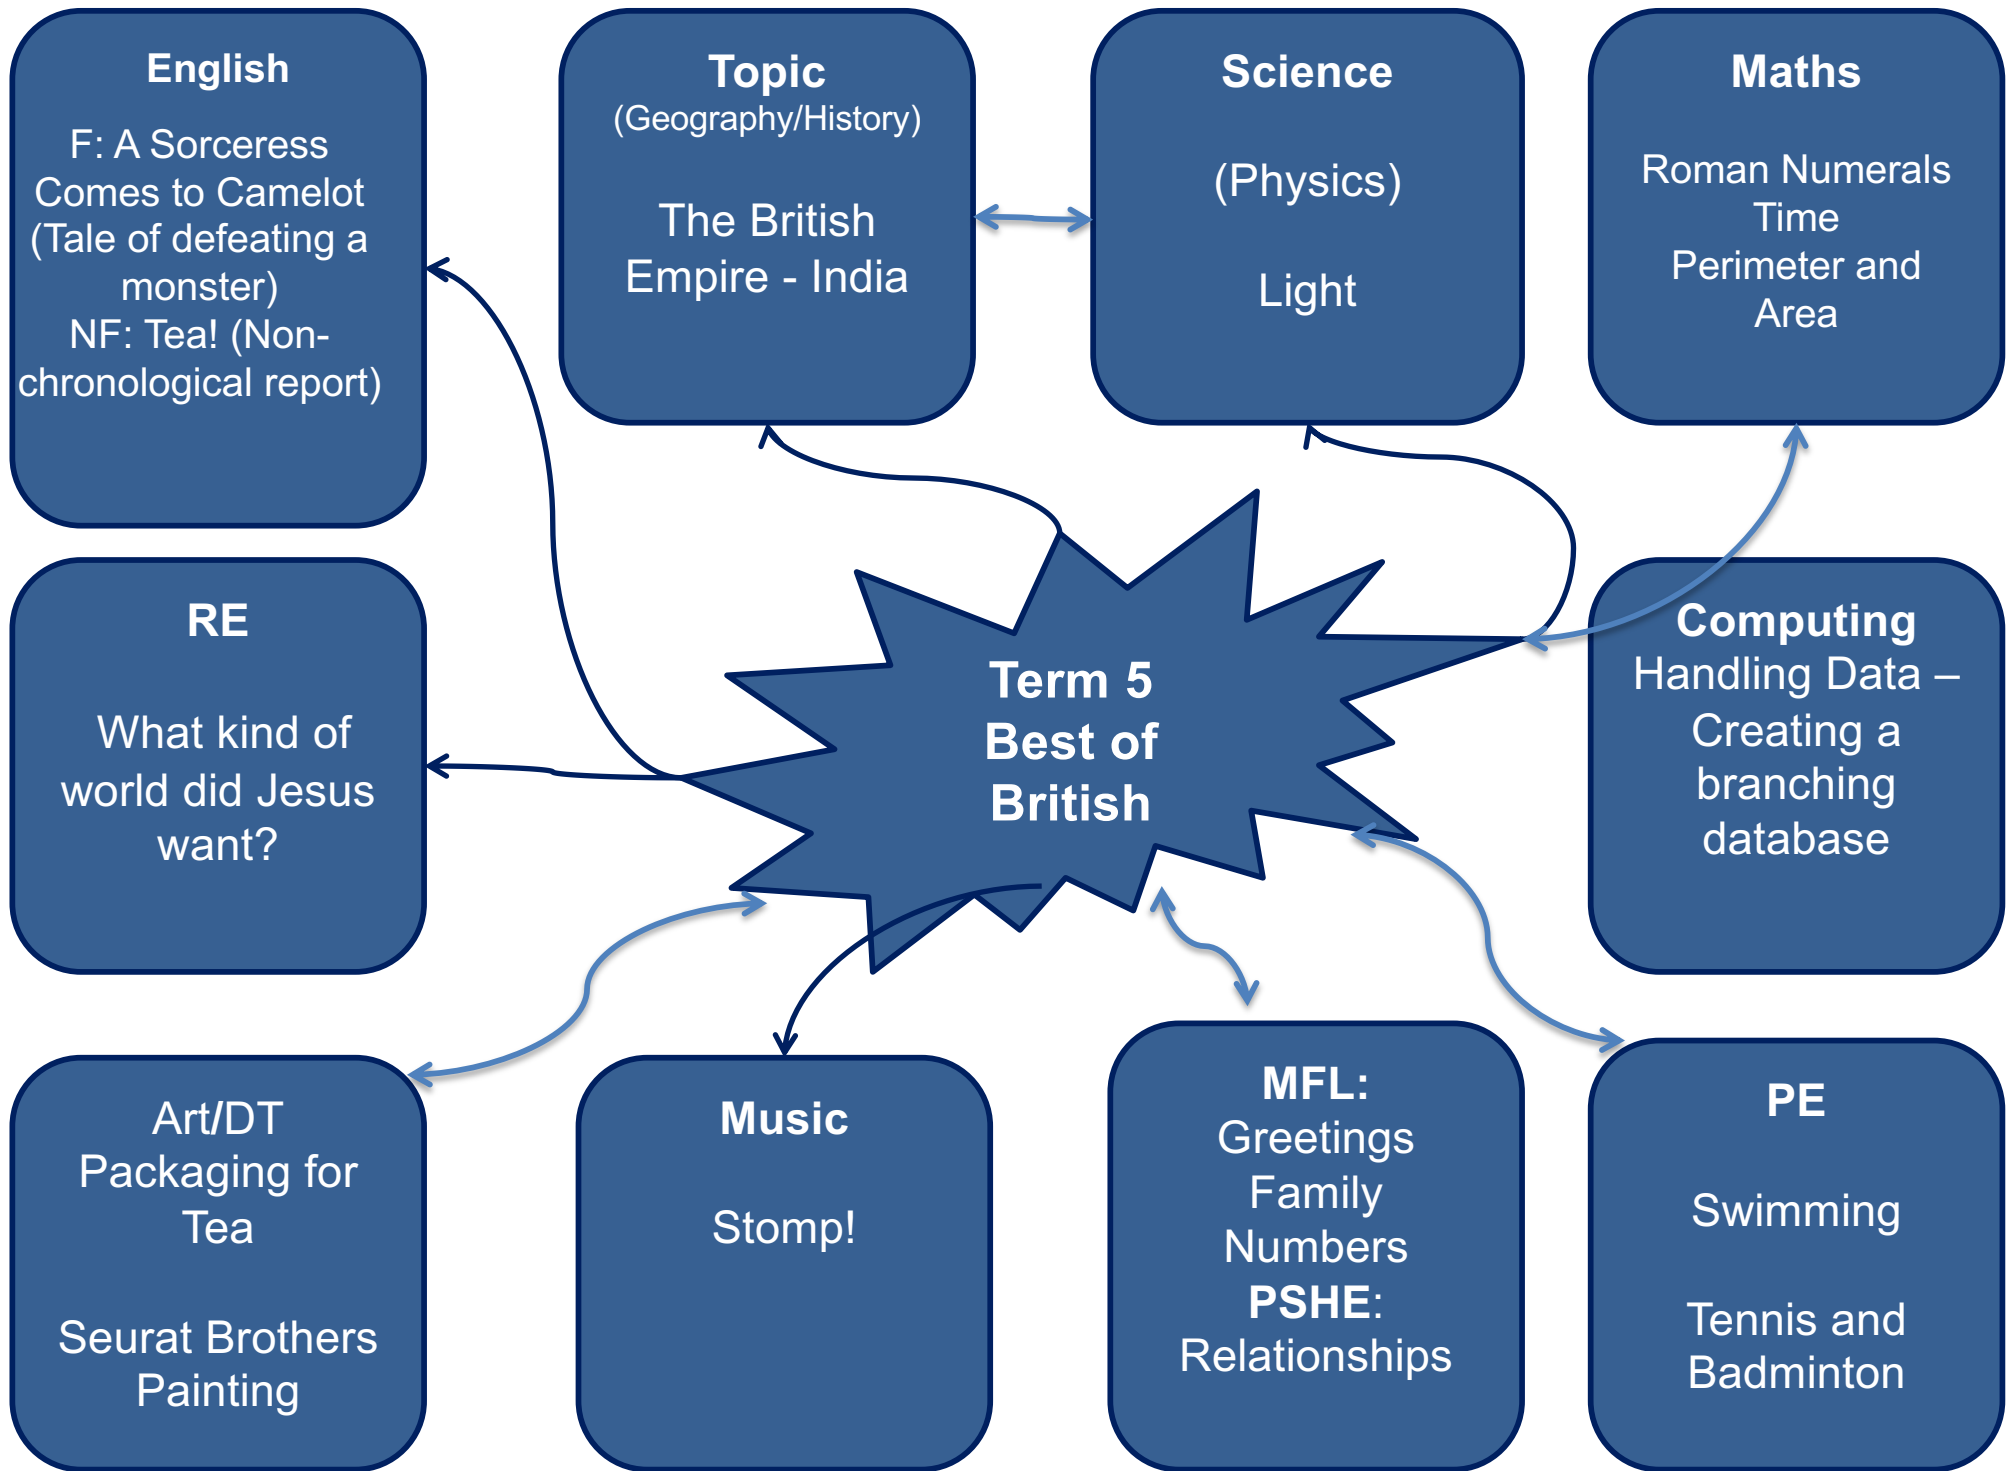 English
F: A Sorceress
Comes to Camelot
(Tale of defeating a
monster)
NF: Tea! (Non-
chronological report)
Topic
(Geography/History)
The British
Empire - India
Science
(Physics)
Light
Maths
Roman Numerals
Time
Perimeter and
Area
RE
What kind of
world did Jesus
want?
Term 5
Best of
British
Computing
Handling Data –
Creating a
branching
database
Art/DT
Packaging for
Tea
Seurat Brothers
Painting
Music
Stomp!
MFL:
Greetings
Family
Numbers
PSHE:
Relationships
PE
Swimming
Tennis and
Badminton